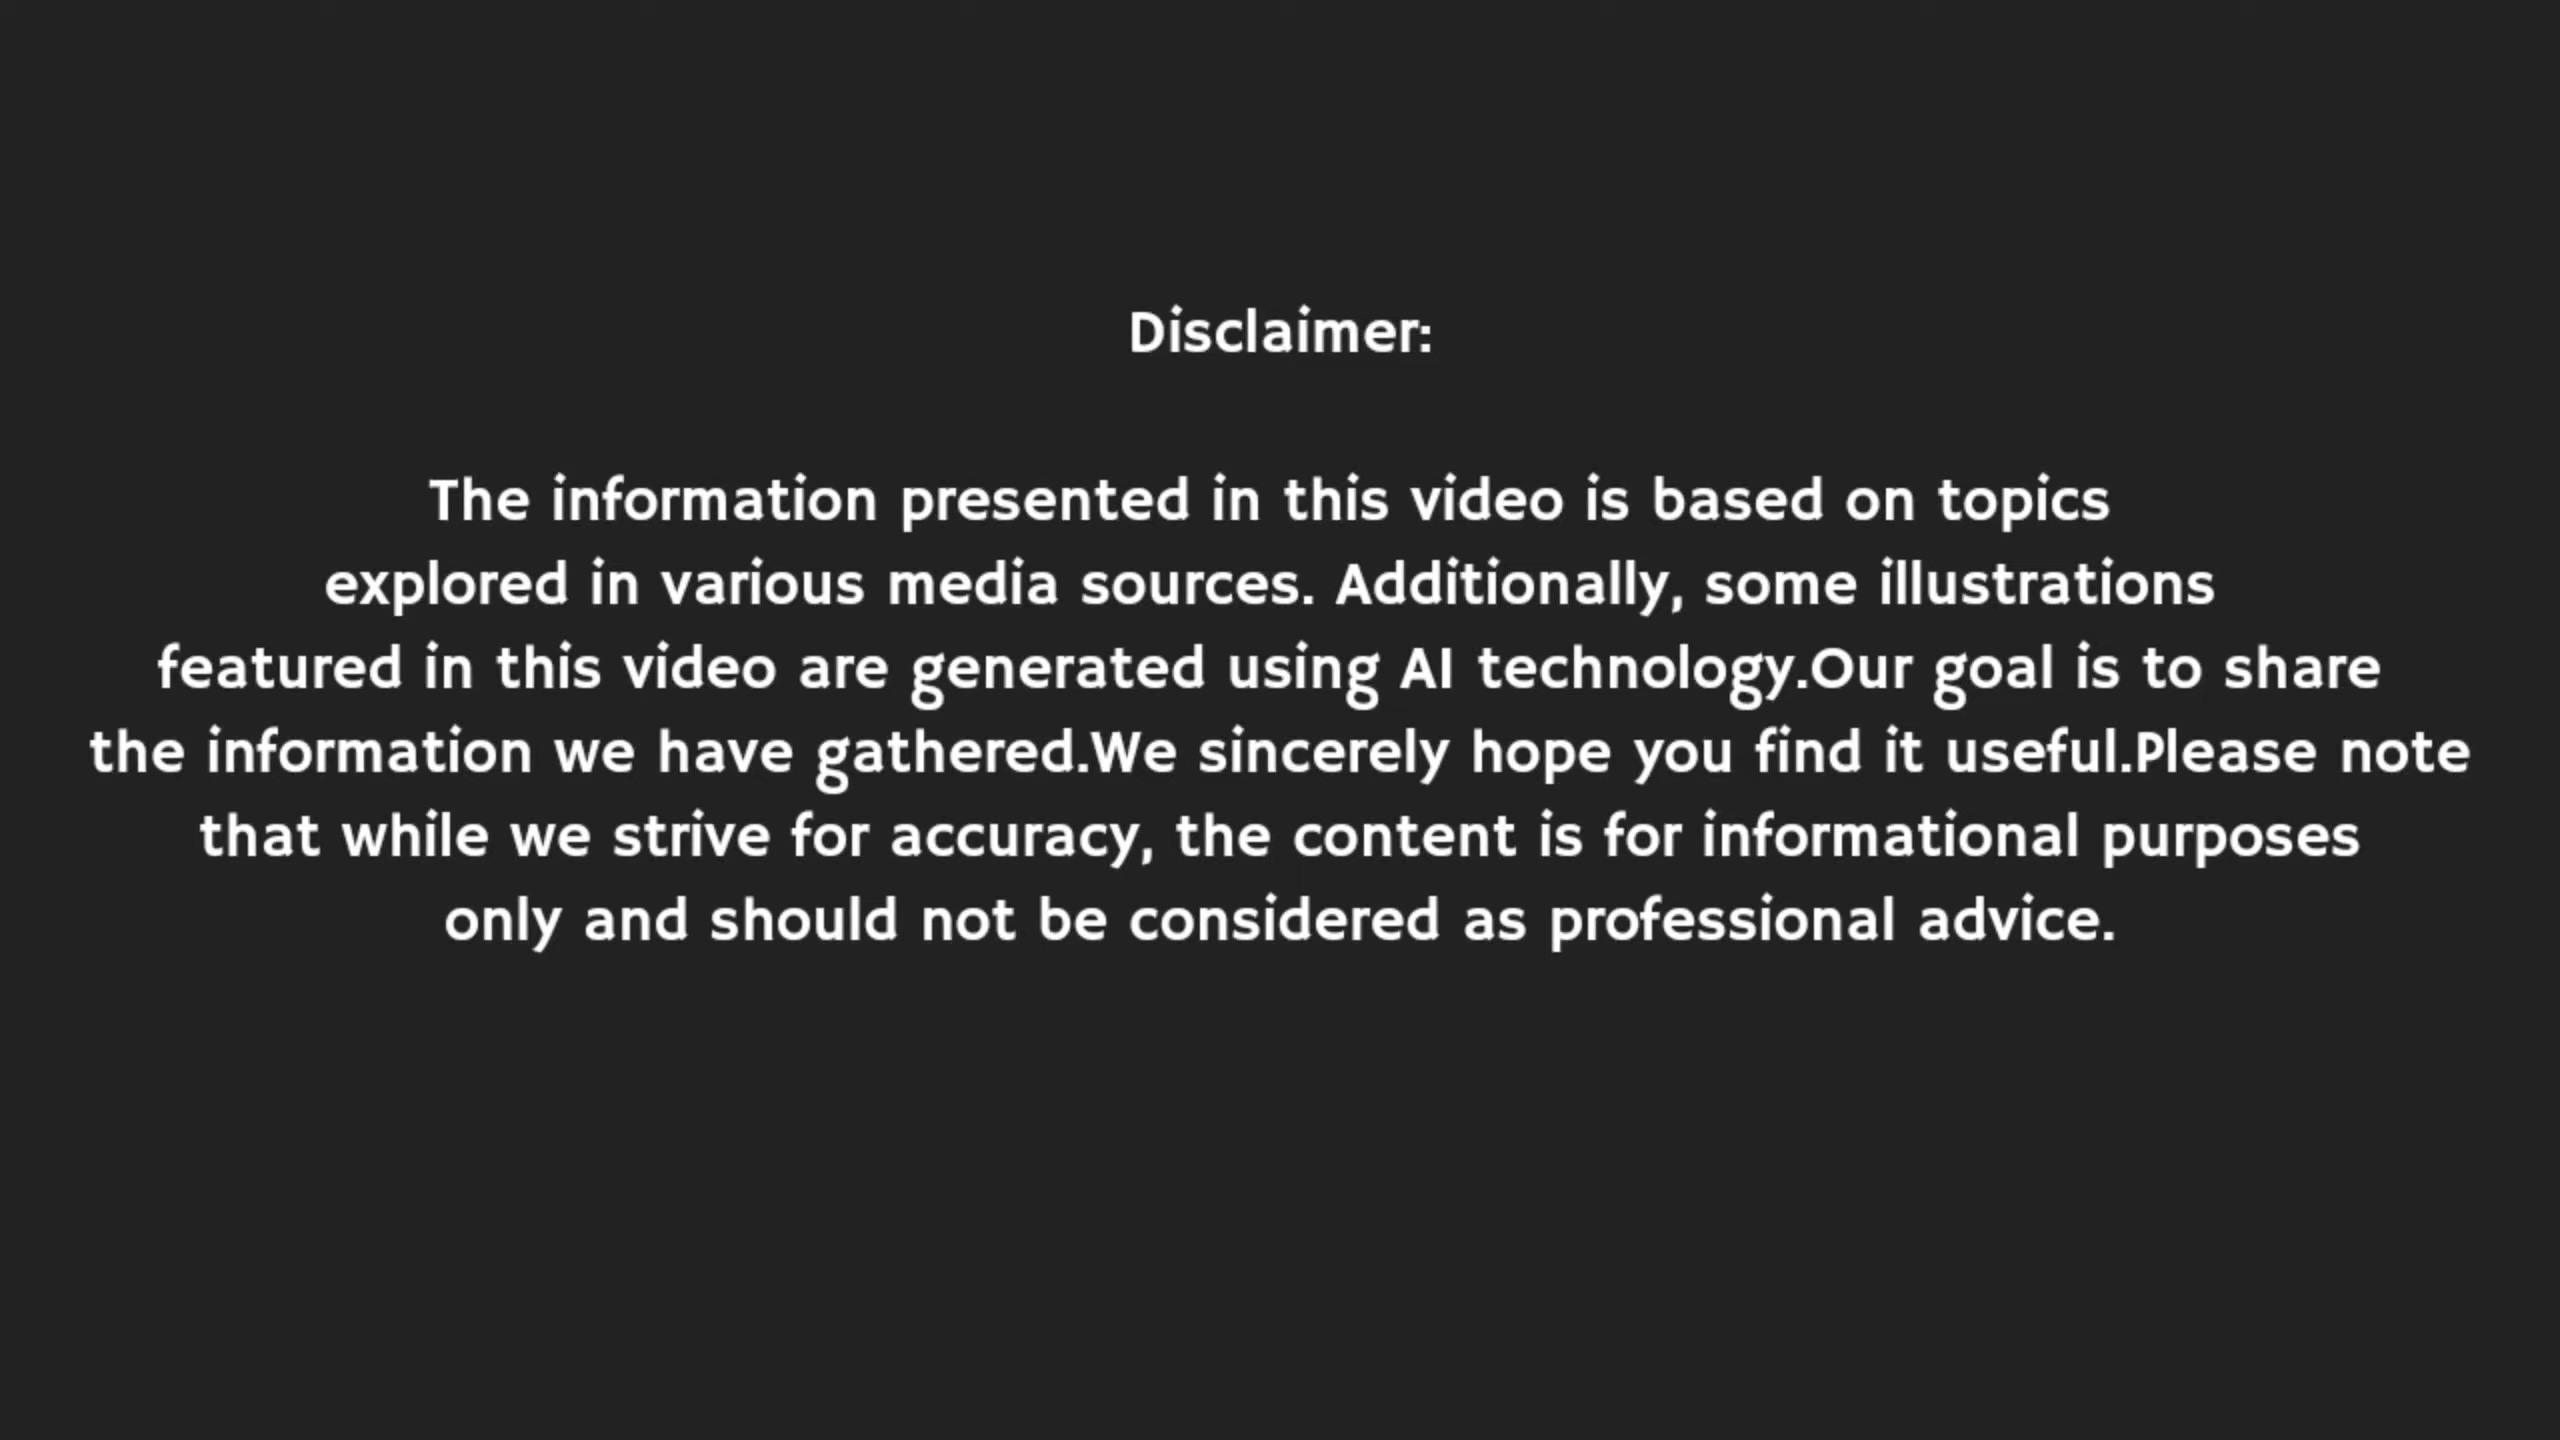 Disclaimer:
The information presented in this video is based on topics
explored in various media sources. Additionally, some illustrations
featured in this video are generated using AI technology.Our goal is to share
the information we have gathered.We sincerely hope you find it useful.Please note
that while we strive for accuracy, the content is for informational purposes
only and should not be considered as professional advice.